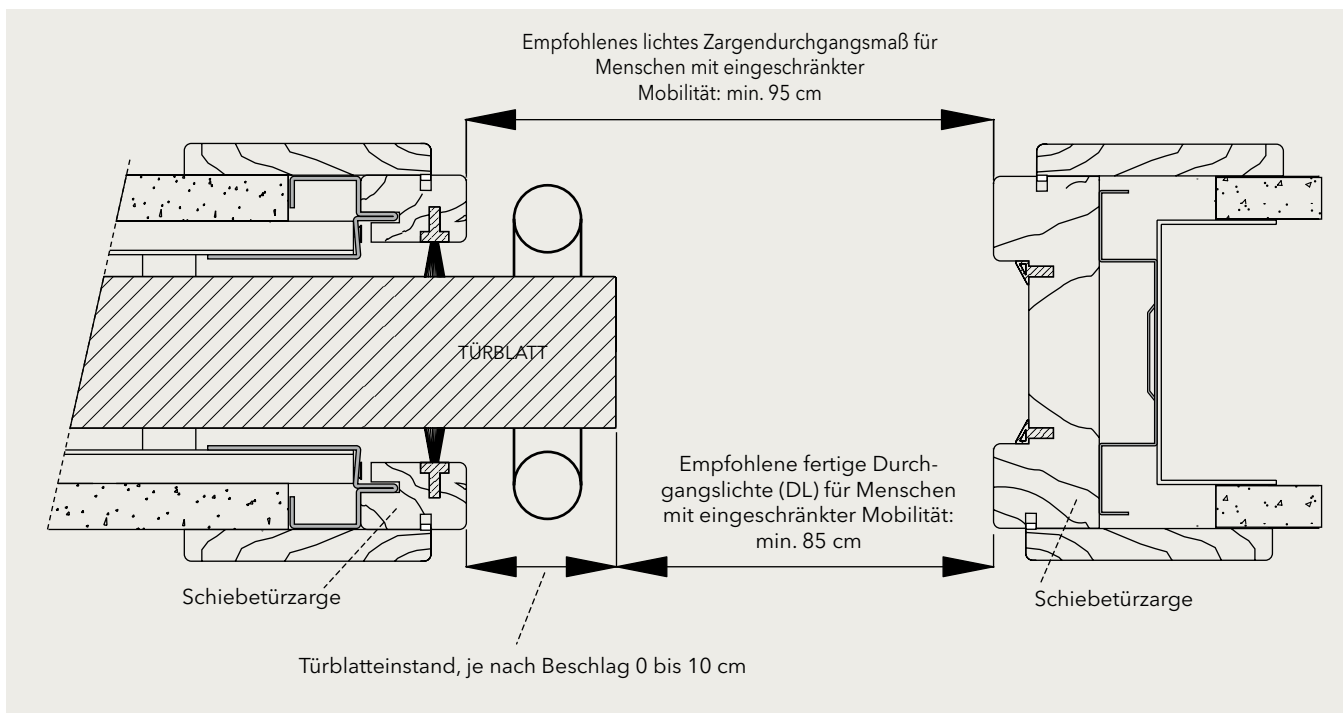 Empfohlenes lichtes Zargendurchgangsmaß für
Menschen mit eingeschränkter
Mobilität: min. 95 cm
TÜRBLATT
Empfohlene fertige Durch-
gangslichte (DL) für Menschen
mit eingeschränkter Mobilität:
min. 85 cm
Schiebetürzarge
Schiebetürzarge
Türblatteinstand, je nach Beschlag 0 bis 10 cm